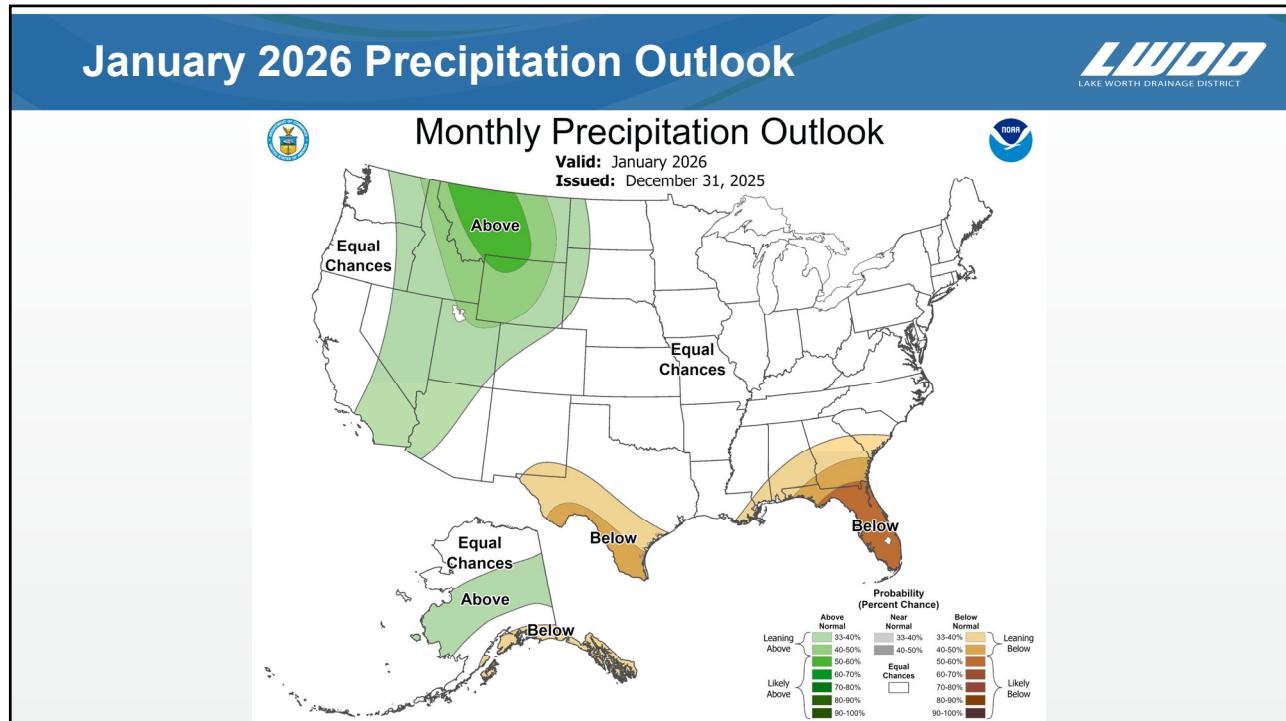 January 2026 Precipitation Outlook
LWDD
LAKE WORTH DRAINAGE DISTRICT
Monthly Precipitation Outlook
Valid: January 2026
Issued: December 31, 2025
NOAA
Above
Equal
Chances
Equal
Chances
Below
Below
Equal
Chances
Above
Below
Probability
(Percent Chance)
Above
Normal
Near
Normal
Below
Normal
Leaning
Above
33-40%
40-50%
50-60%
60-70%
70-80%
80-90%
90-100%
Likely
Above
33-40%
40-50%
Equal
Chances
33-40%
40-50%
50-60%
60-70%
70-80%
80-90%
90-100%
Leaning
Below
Likely
Below